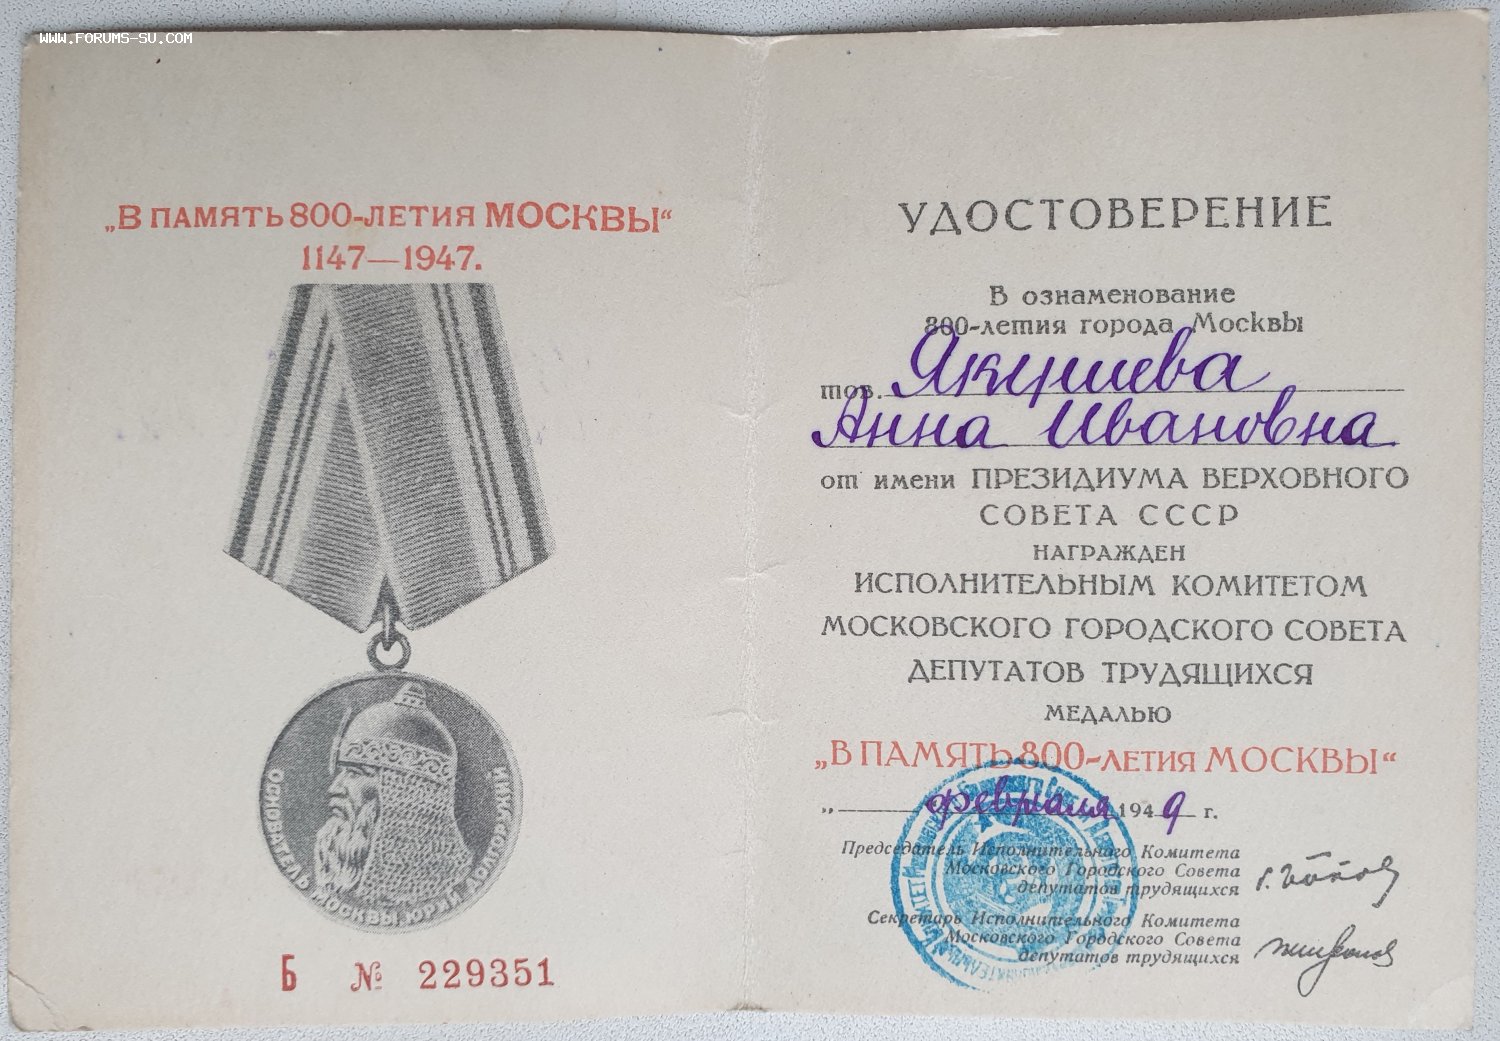 WWW.FORUMS-SU.COM
„В ПАМЯТЬ 800-ЛЕТИЯ МОСКВЫ“
1147—1947.
ОСНОВАТЕЛЬ МОСКВЫ ЮРИЙ ДОЛГОРУКИЙ
Б № 229351
УДОСТОВЕРЕНИЕ
В ознаменование
800-летия города Москвы
тов. Якушева
Анна Ивановна
от имени ПРЕЗИДИУМА ВЕРХОВНОГО
СОВЕТА СССР
НАГРАЖДЕН
ИСПОЛНИТЕЛЬНЫМ КОМИТЕТОМ
МОСКОВСКОГО ГОРОДСКОГО СОВЕТА
ДЕПУТАТОВ ТРУДЯЩИХСЯ
МЕДАЛЬЮ
„В ПАМЯТЬ 800-ЛЕТИЯ МОСКВЫ“
„ февраля 1949 г.
Председатель Исполнительного Комитета
Московского Городского Совета
депутатов трудящихся
Г. Попов
Секретарь Исполнительного Комитета
Московского Городского Совета
депутатов трудящихся